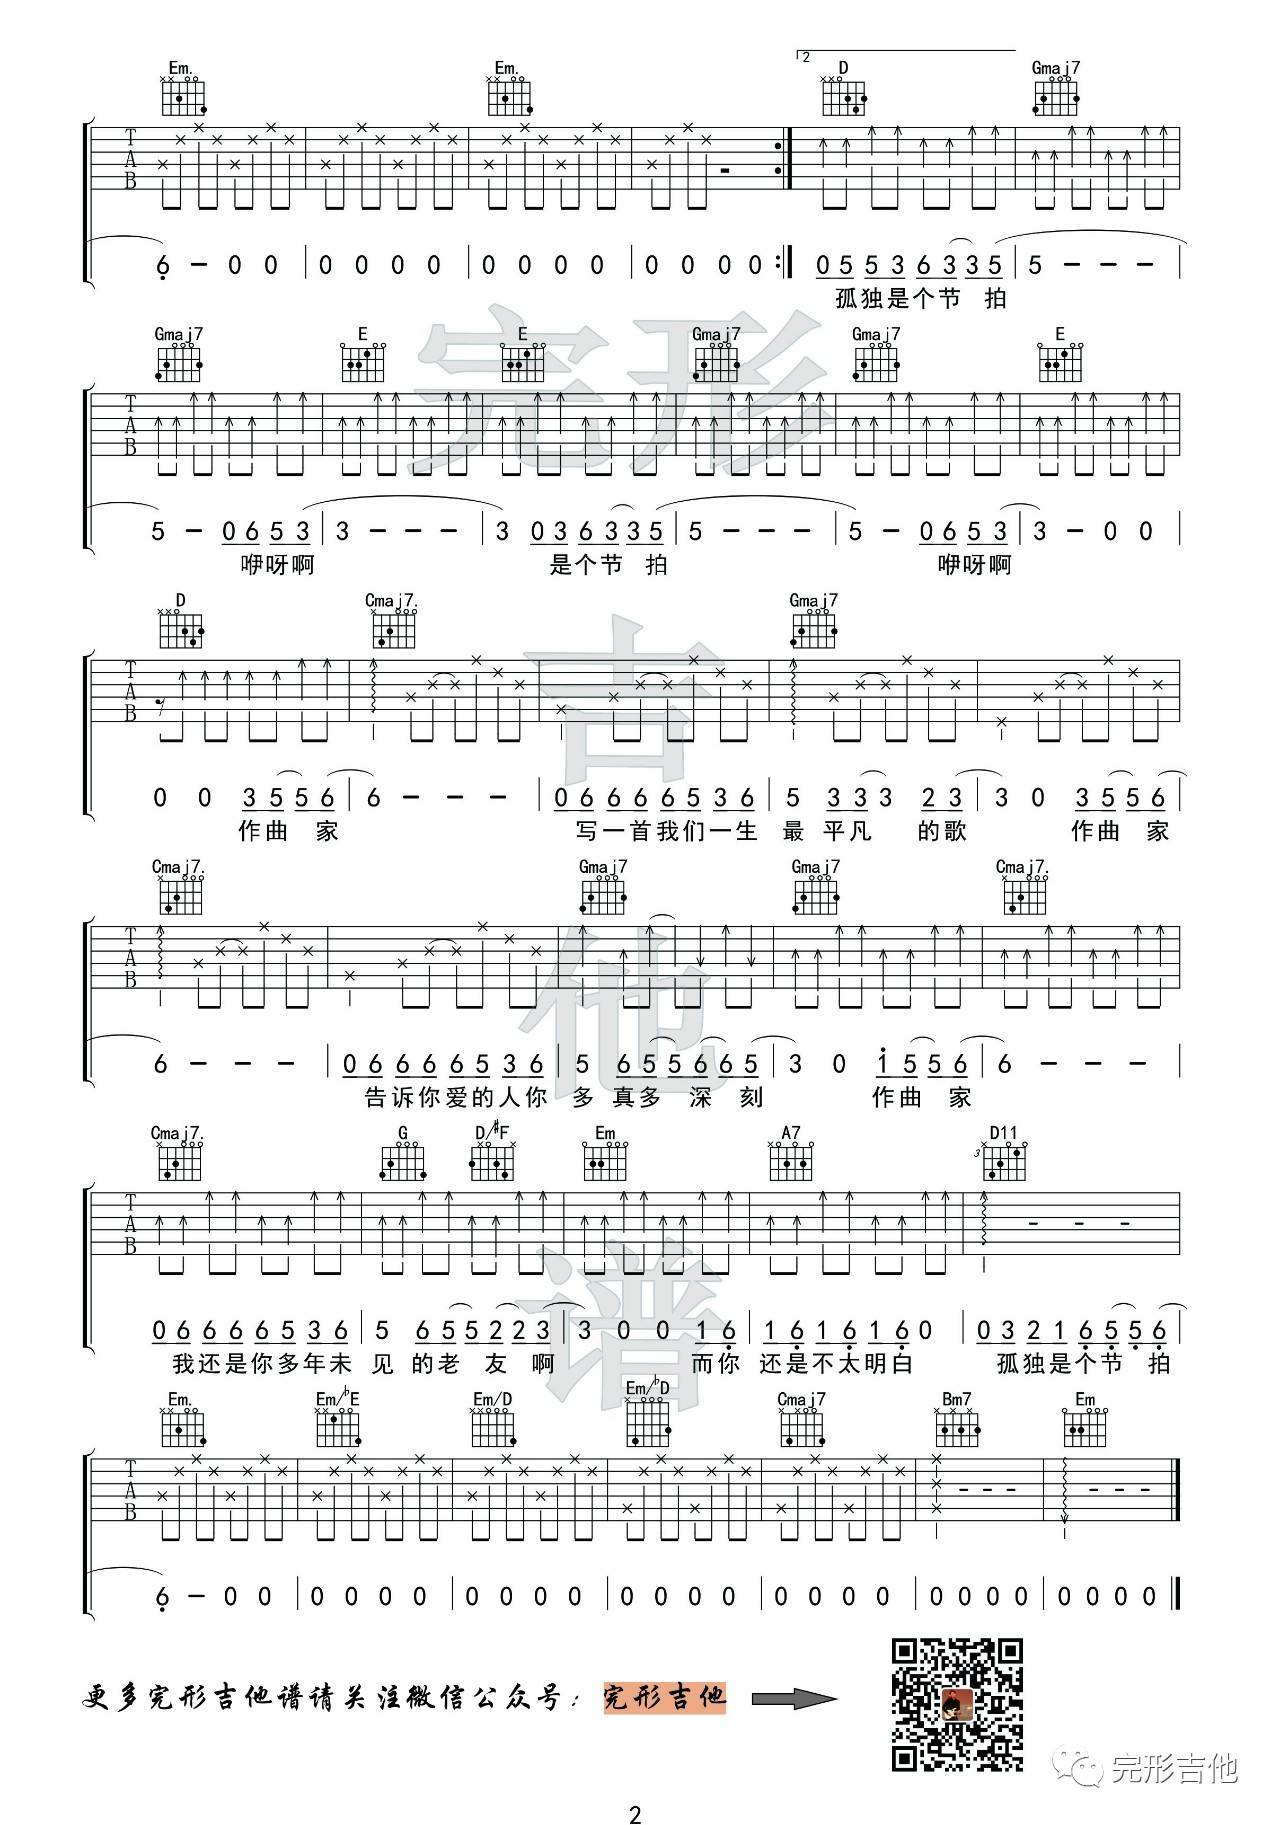 Em. Em. 2 D Gmaj7
T A B
6 – 0 0 | 0 0 0 0 | 0 0 0 0 | 0 0 0 0 :| 0 5 5 3 6 3 3 5 | 5 – – – |
孤独是个节 拍
Gmaj7 E E Gmaj7 Gmaj7 E
T A B
5 – 0 6 5 3 | 3 – – – | 3 0 3 6 3 3 5 | 5 – – – | 5 – 0 6 5 3 | 3 – 0 0 |
咿呀啊 是个节 拍 咿呀啊
D Cmaj7. Gmaj7
T A B
0 0 3 5 5 6 | 6 – – – | 0 6 6 6 6 5 3 6 | 5 3 3 3 2 3 | 3 0 3 5 5 6 |
作曲 家 写一首我们一生 最 平凡 的歌 作曲 家
Cmaj7. Gmaj7 Gmaj7 Cmaj7.
T A B
6 – – – | 0 6 6 6 6 5 3 6 | 5 6 5 5 6 6 5 | 3 0 1 5 5 6 | 6 – – – |
告诉你爱的人你 多 真多 深 刻 作曲 家
Cmaj7. G D/#F Em A7 D11
3
T A B
0 6 6 6 6 5 3 6 | 5 6 5 5 2 2 3 | 3 0 0 1 6 | 1 6 1 6 1 6 0 | 0 3 2 1 6 5 5 6
我还是你多年未 见 的老 友 啊 而你 还是不太明白 孤独是个节 拍
Em. Em/bE Em/D Em/bD Cmaj7 Bm7 Em
T A B
6 – 0 0 | 0 0 0 0 | 0 0 0 0 | 0 0 0 0 | 0 0 0 0 | 0 0 0 0 | 0 0 0 0
完形吉他谱
更多完形吉他谱请关注微信公众号：完形吉他
完形吉他
2